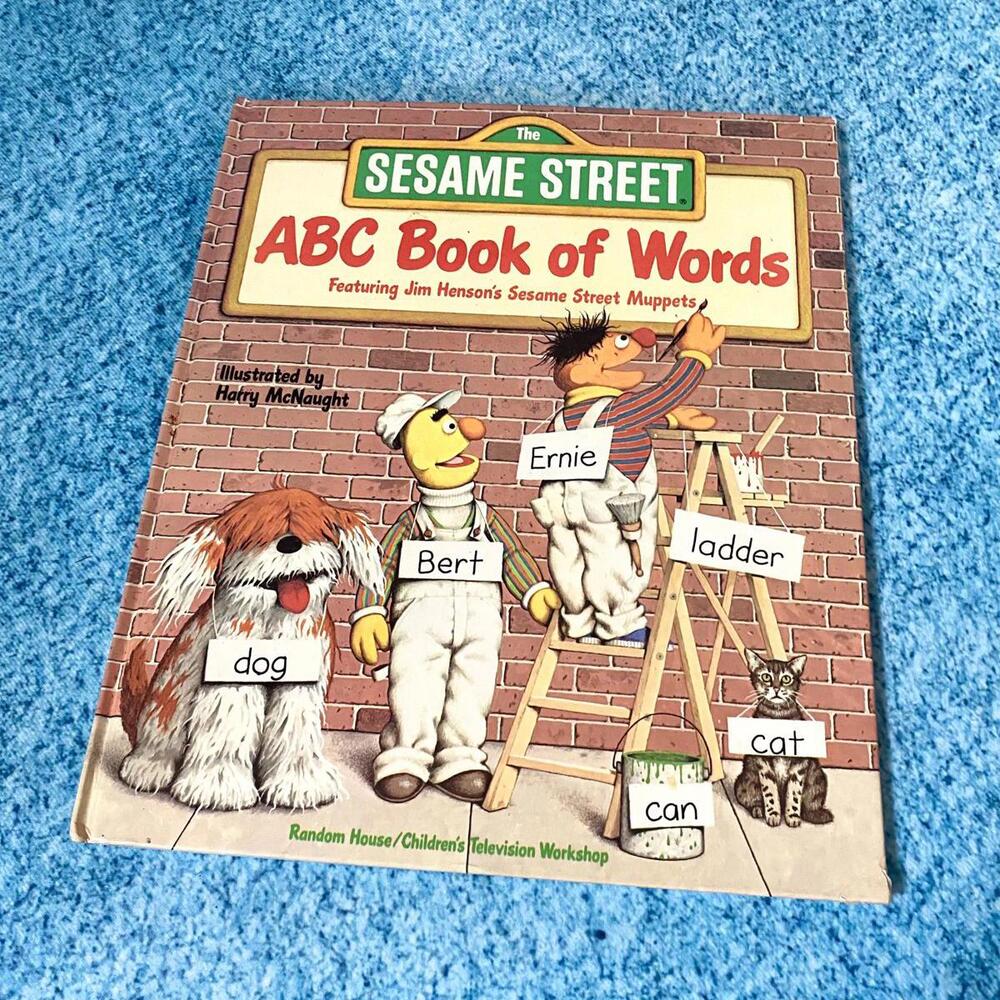 The
SESAME STREET®
ABC Book of Words
Featuring Jim Henson's Sesame Street Muppets
Illustrated by
Harry McNaught
Ernie
Bert
ladder
dog
cat
can
Random House/Children's Television Workshop